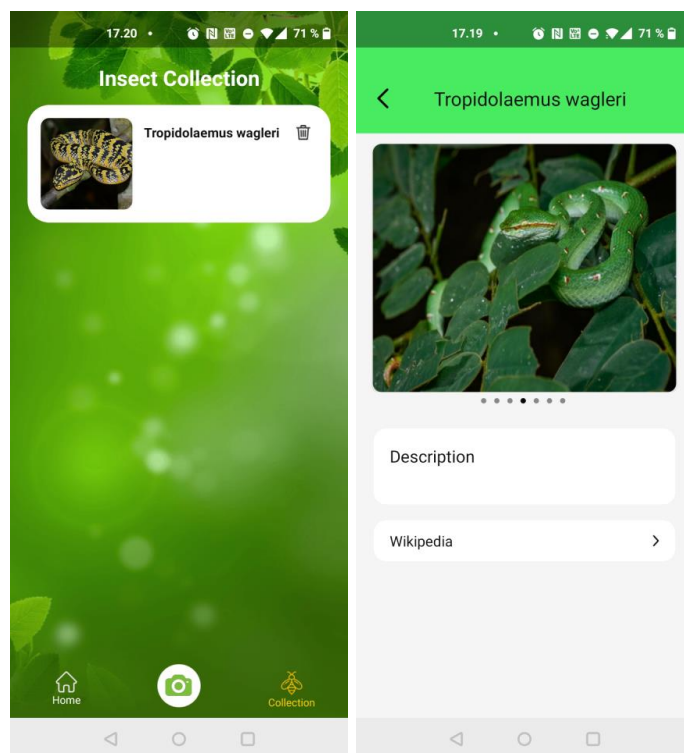 17.20
71 %
Insect Collection
Tropidolaemus wagleri
Home
Collection
17.19
71 %
Tropidolaemus wagleri
Description
Wikipedia